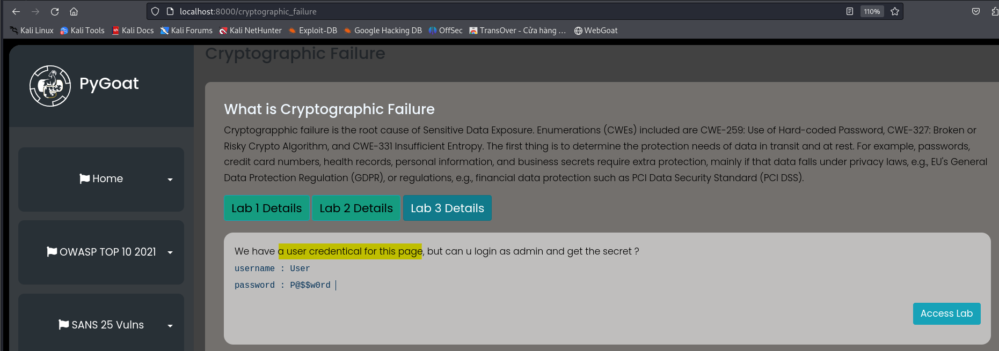 localhost:8000/cryptographic_failure
110%
Kali Linux Kali Tools Kali Docs Kali Forums Kali NetHunter Exploit-DB Google Hacking DB OffSec TransOver - Cửa hàng ... WebGoat
Cryptographic Failure
PyGoat
What is Cryptographic Failure
Cryptograpphic failure is the root cause of Sensitive Data Exposure. Enumerations (CWEs) included are CWE-259: Use of Hard-coded Password, CWE-327: Broken or
Risky Crypto Algorithm, and CWE-331 Insufficient Entropy. The first thing is to determine the protection needs of data in transit and at rest. For example, passwords,
credit card numbers, health records, personal information, and business secrets require extra protection, mainly if that data falls under privacy laws, e.g., EU's General
Data Protection Regulation (GDPR), or regulations, e.g., financial data protection such as PCI Data Security Standard (PCI DSS).
Home
OWASP TOP 10 2021
SANS 25 Vulns
Lab 1 Details Lab 2 Details Lab 3 Details
We have a user credentical for this page, but can u login as admin and get the secret ?
username : User
password : P@$$w0rd
Access Lab